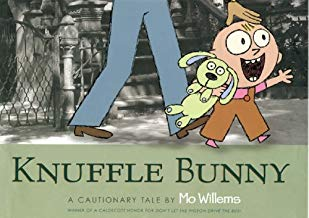 KNUFFLE BUNNY
A CAUTIONARY TALE BY Mo Willems
WINNER OF A CALDECOTT HONOR FOR DON'T LET THE PIGEON DRIVE THE BUS!